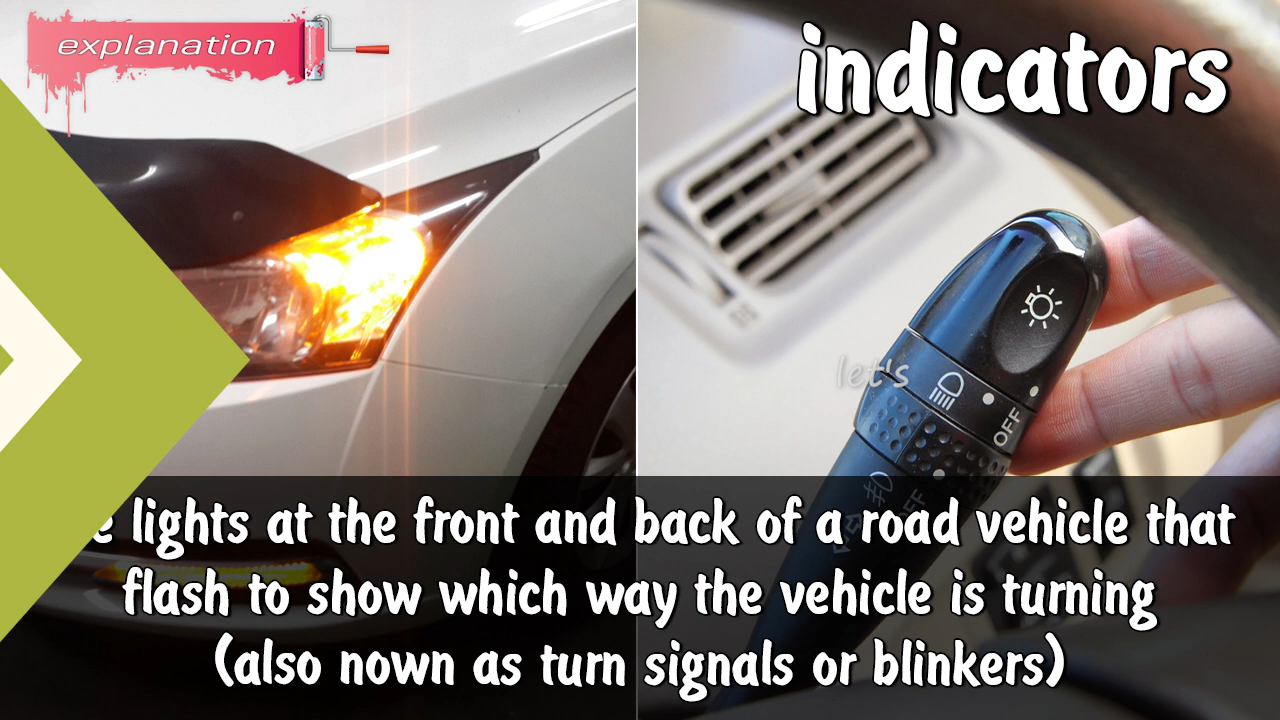 explanation
indicators
let's
OFF
lights at the front and back of a road vehicle that
flash to show which way the vehicle is turning
(also nown as turn signals or blinkers)